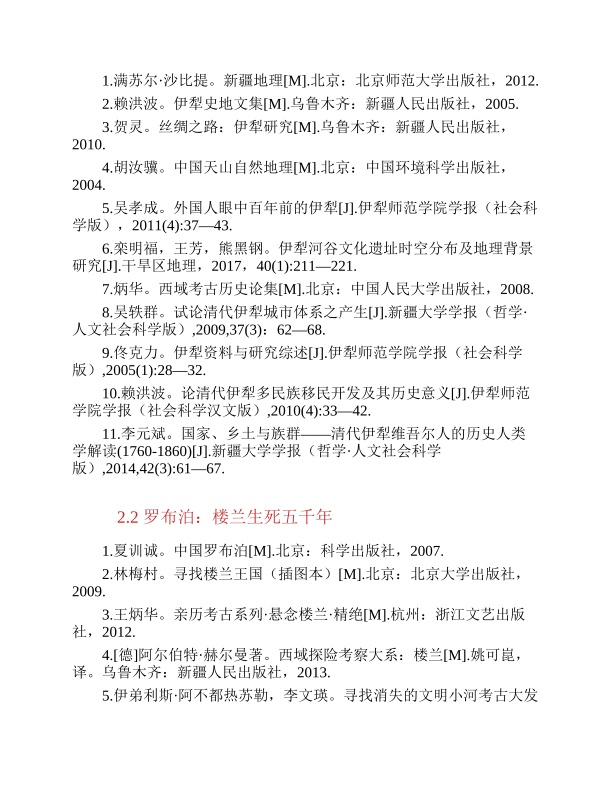 1.满苏尔·沙比提。新疆地理[M].北京：北京师范大学出版社，2012.
2.赖洪波。伊犁史地文集[M].乌鲁木齐：新疆人民出版社，2005.
3.贺灵。丝绸之路：伊犁研究[M].乌鲁木齐：新疆人民出版社，
2010.
4.胡汝骥。中国天山自然地理[M].北京：中国环境科学出版社，
2004.
5.吴孝成。外国人眼中百年前的伊犁[J].伊犁师范学院学报（社会科
学版），2011(4):37—43.
6.栾明福，王芳，熊黑钢。伊犁河谷文化遗址时空分布及地理背景
研究[J].干旱区地理，2017，40(1):211—221.
7.炳华。西域考古历史论集[M].北京：中国人民大学出版社，2008.
8.吴轶群。试论清代伊犁城市体系之产生[J].新疆大学学报（哲学·
人文社会科学版）,2009,37(3)：62—68.
9.佟克力。伊犁资料与研究综述[J].伊犁师范学院学报（社会科学
版）,2005(1):28—32.
10.赖洪波。论清代伊犁多民族移民开发及其历史意义[J].伊犁师范
学院学报（社会科学汉文版）,2010(4):33—42.
11.李元斌。国家、乡土与族群——清代伊犁维吾尔人的历史人类
学解读(1760-1860)[J].新疆大学学报（哲学·人文社会科学
版）,2014,42(3):61—67.
2.2 罗布泊：楼兰生死五千年
1.夏训诚。中国罗布泊[M].北京：科学出版社，2007.
2.林梅村。寻找楼兰王国（插图本）[M].北京：北京大学出版社，
2009.
3.王炳华。亲历考古系列·悬念楼兰·精绝[M].杭州：浙江文艺出版
社，2012.
4.[德]阿尔伯特·赫尔曼著。西域探险考察大系：楼兰[M].姚可崑，
译。乌鲁木齐：新疆人民出版社，2013.
5.伊弟利斯·阿不都热苏勒，李文瑛。寻找消失的文明小河考古大发